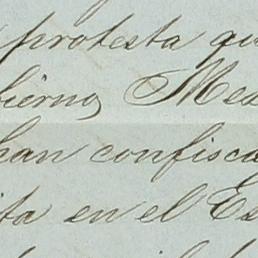 protesta qu
bierno, Mex
han confisca
ita en el Es